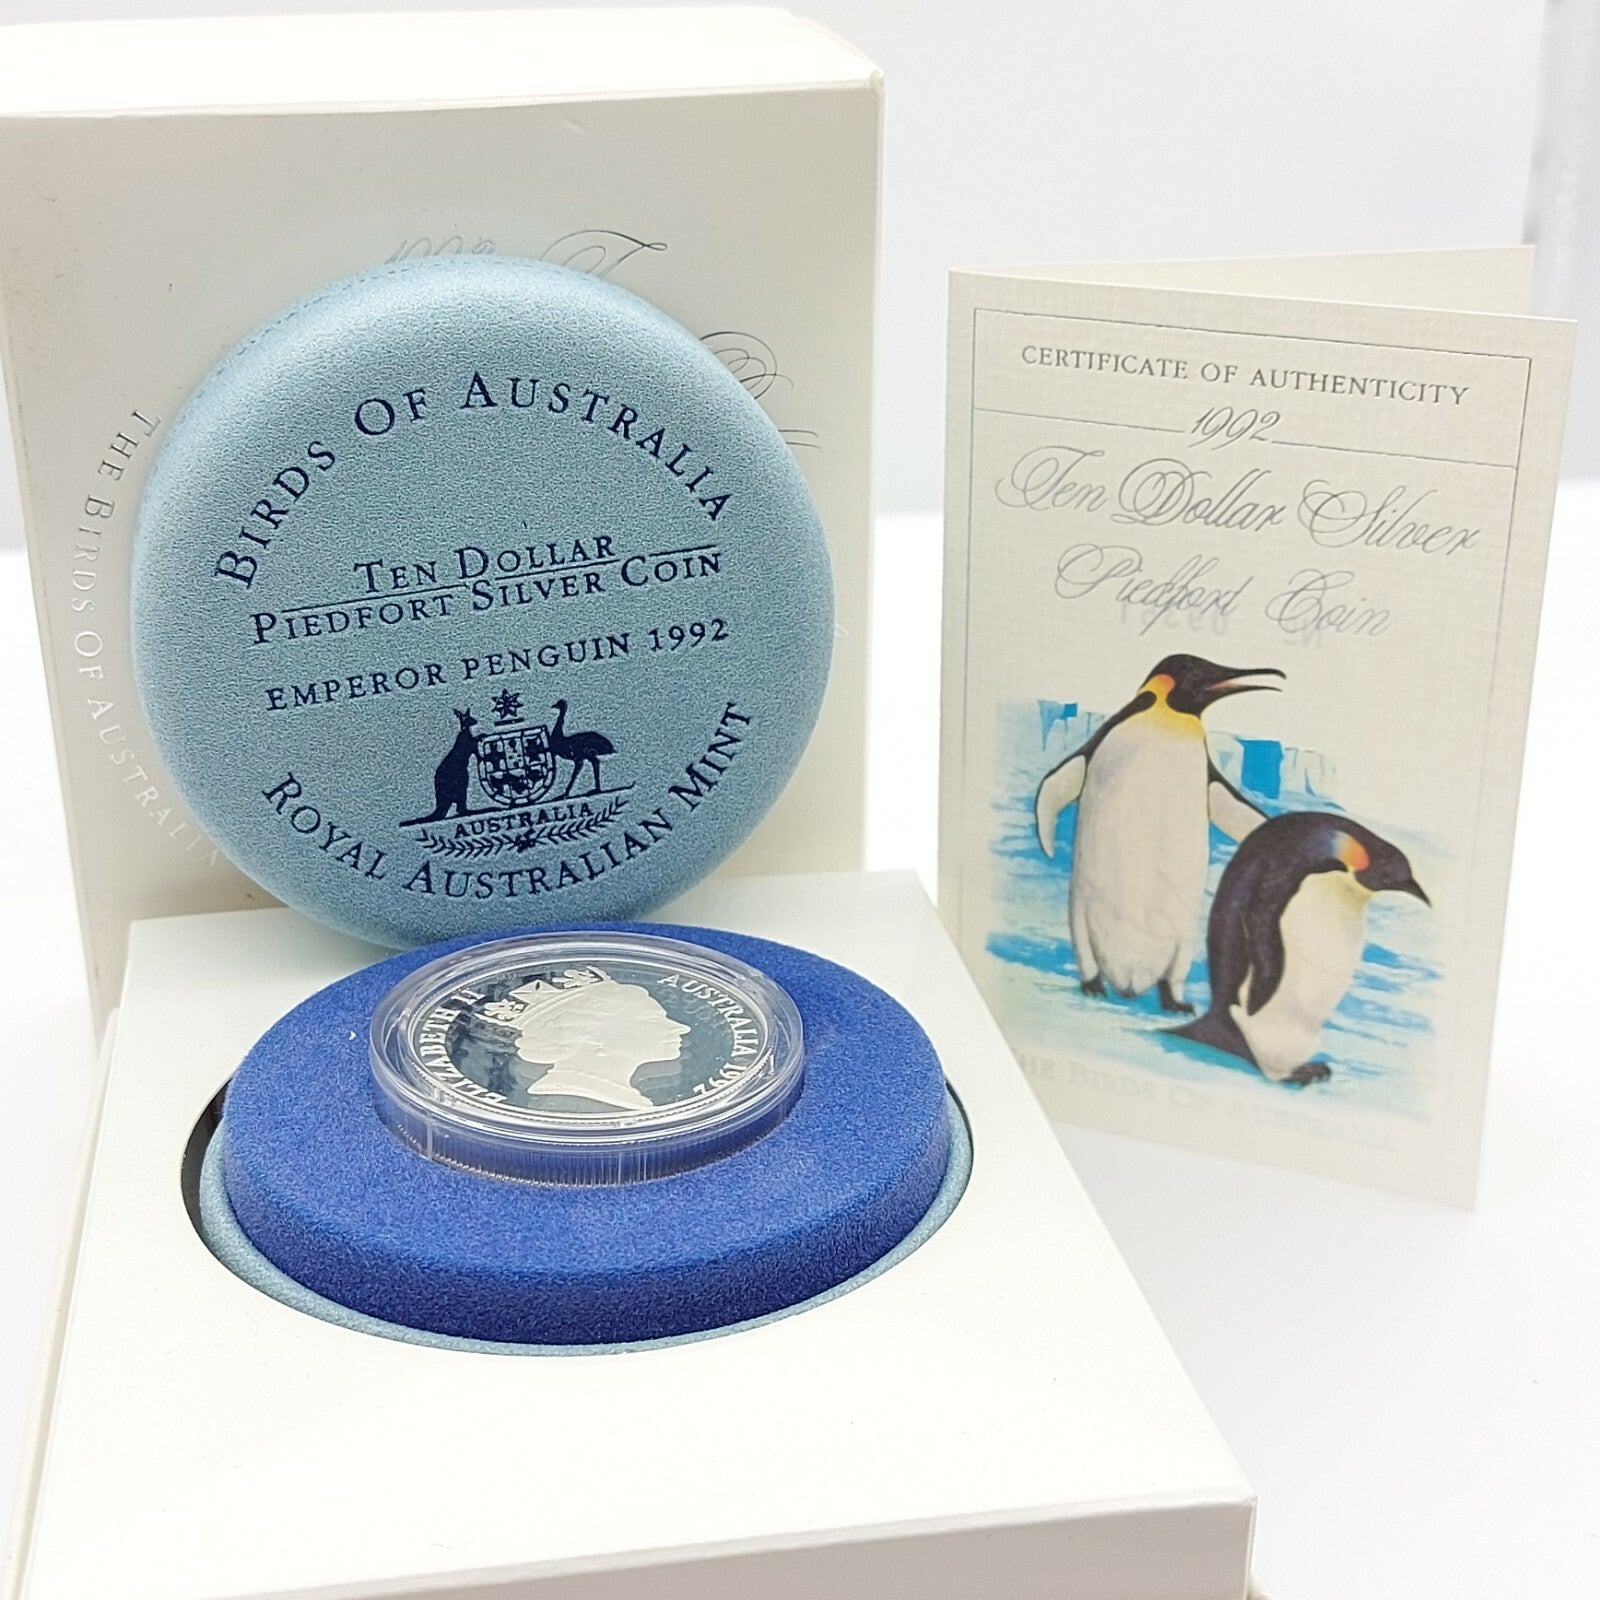 1992
THE BIRDS OF AUSTRALIA
BIRDS OF AUSTRALIA
TEN DOLLAR
PIEDFORT SILVER COIN
EMPEROR PENGUIN 1992
AUSTRALIA
ROYAL AUSTRALIAN MINT
ELIZABETH II
AUSTRALIA 1992
CERTIFICATE OF AUTHENTICITY
1992
Ten Dollar Silver
Piedfort Coin
THE BIRDS OF AUSTRALIA